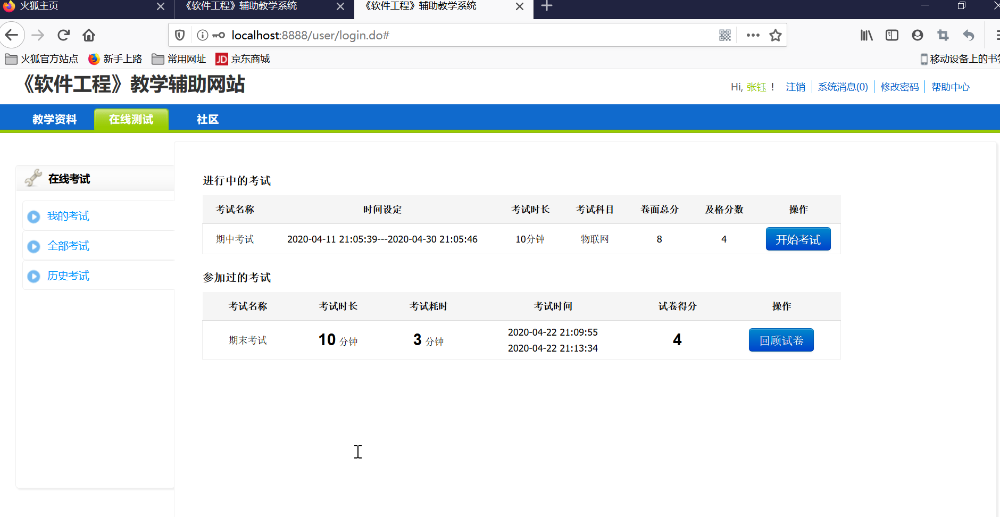 火狐主页
《软件工程》辅助教学系统
《软件工程》辅助教学系统
localhost:8888/user/login.do#
火狐官方站点
新手上路
常用网址
JD 京东商城
移动设备上的书签
《软件工程》教学辅助网站
Hi, 张钰 ! 注销 系统消息(0) 修改密码 帮助中心
教学资料 在线测试 社区
在线考试
我的考试
全部考试
历史考试
进行中的考试
考试名称 时间设定 考试时长 考试科目 卷面总分 及格分数 操作
期中考试 2020-04-11 21:05:39---2020-04-30 21:05:46 10分钟 物联网 8 4 开始考试
参加过的考试
考试名称 考试时长 考试耗时 考试时间 试卷得分 操作
期末考试 10 分钟 3 分钟 2020-04-22 21:09:55 4 回顾试卷
2020-04-22 21:13:34